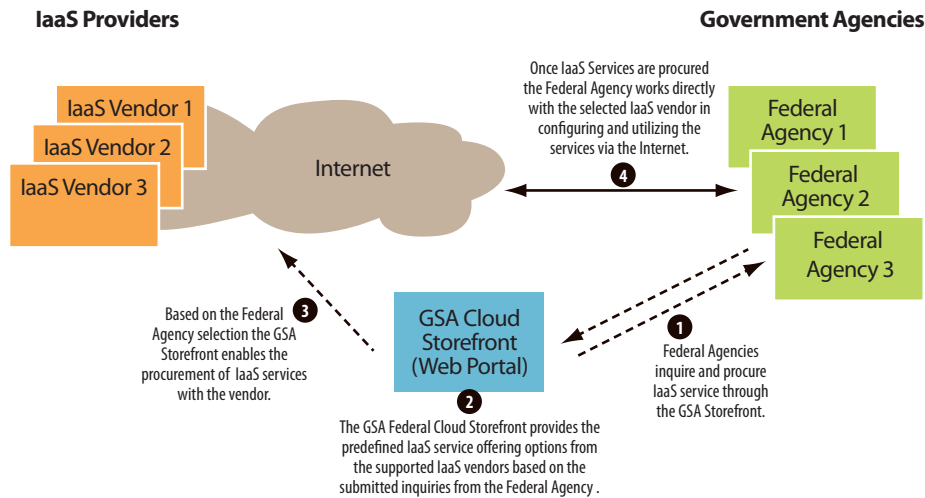 IaaS Providers
Government Agencies
IaaS Vendor 1
IaaS Vendor 2
IaaS Vendor 3
Internet
Once IaaS Services are procured
the Federal Agency works directly
with the selected IaaS vendor in
configuring and utilizing the
services via the Internet.
4
Federal
Agency 1
Federal
Agency 2
Federal
Agency 3
3
Based on the Federal
Agency selection the GSA
Storefront enables the
procurement of IaaS services
with the vendor.
GSA Cloud
Storefront
(Web Portal)
1
Federal Agencies
inquire and procure
IaaS service through
the GSA Storefront.
2
The GSA Federal Cloud Storefront provides the
predefined IaaS service offering options from
the supported IaaS vendors based on the
submitted inquiries from the Federal Agency .